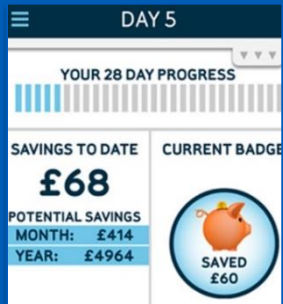 DAY 5
YOUR 28 DAY PROGRESS
SAVINGS TO DATE
£68
POTENTIAL SAVINGS
MONTH: £414
YEAR: £4964
CURRENT BADGE
SAVED
£60